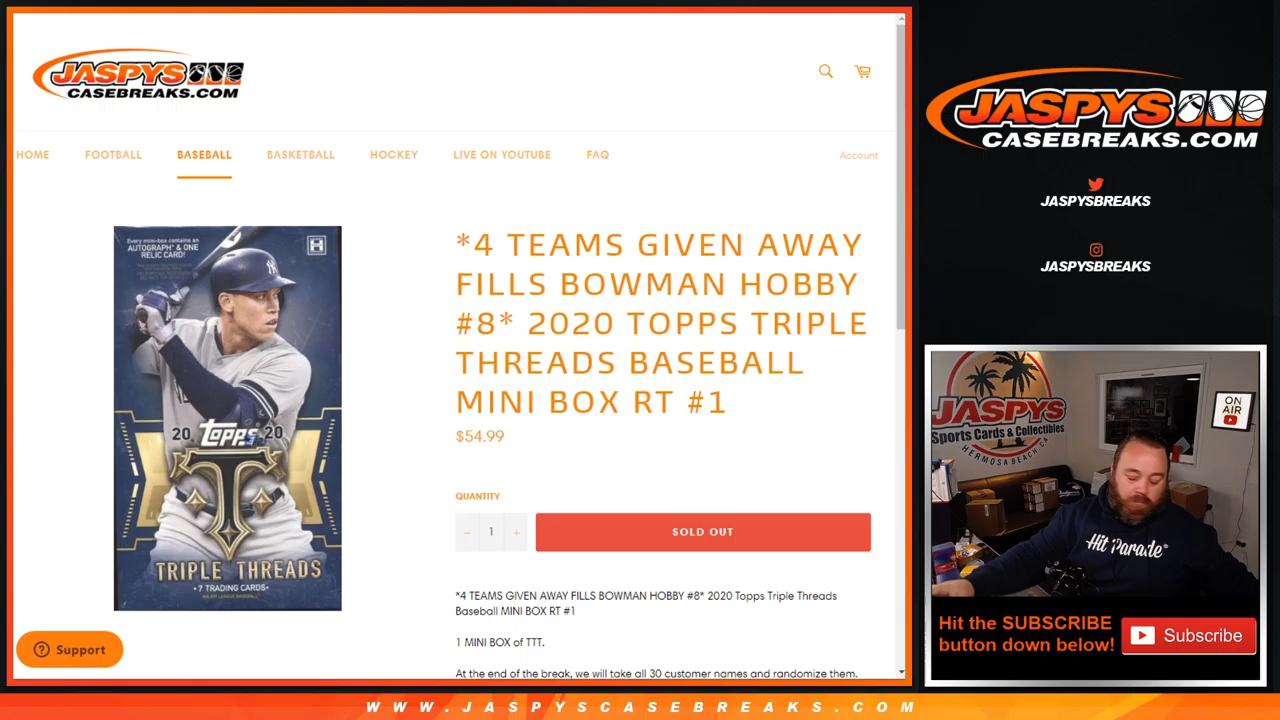 JASPYS
CASEBREAKS.COM
HOME FOOTBALL BASEBALL BASKETBALL HOCKEY LIVE ON YOUTUBE FAQ Account
Every mini-box contains an
AUTOGRAPH* & ONE
RELIC CARD!
H
NY
20 Topps 20
T
TRIPLE THREADS
• 7 TRADING CARDS •
*4 TEAMS GIVEN AWAY
FILLS BOWMAN HOBBY
#8* 2020 TOPPS TRIPLE
THREADS BASEBALL
MINI BOX RT #1
$54.99
QUANTITY
− 1 +
SOLD OUT
*4 TEAMS GIVEN AWAY FILLS BOWMAN HOBBY #8* 2020 Topps Triple Threads
Baseball MINI BOX RT #1
1 MINI BOX of TTT.
At the end of the break, we will take all 30 customer names and randomize them.
Support
JASPYS
CASEBREAKS.COM
JASPYSBREAKS
JASPYSBREAKS
JASPYS
Sports Cards & Collectibles
HERMOSA BEACH CA
ON
AIR
Hit Parade
Hit the SUBSCRIBE
button down below!
Subscribe
WWW.JASPYSCASEBREAKS.COM